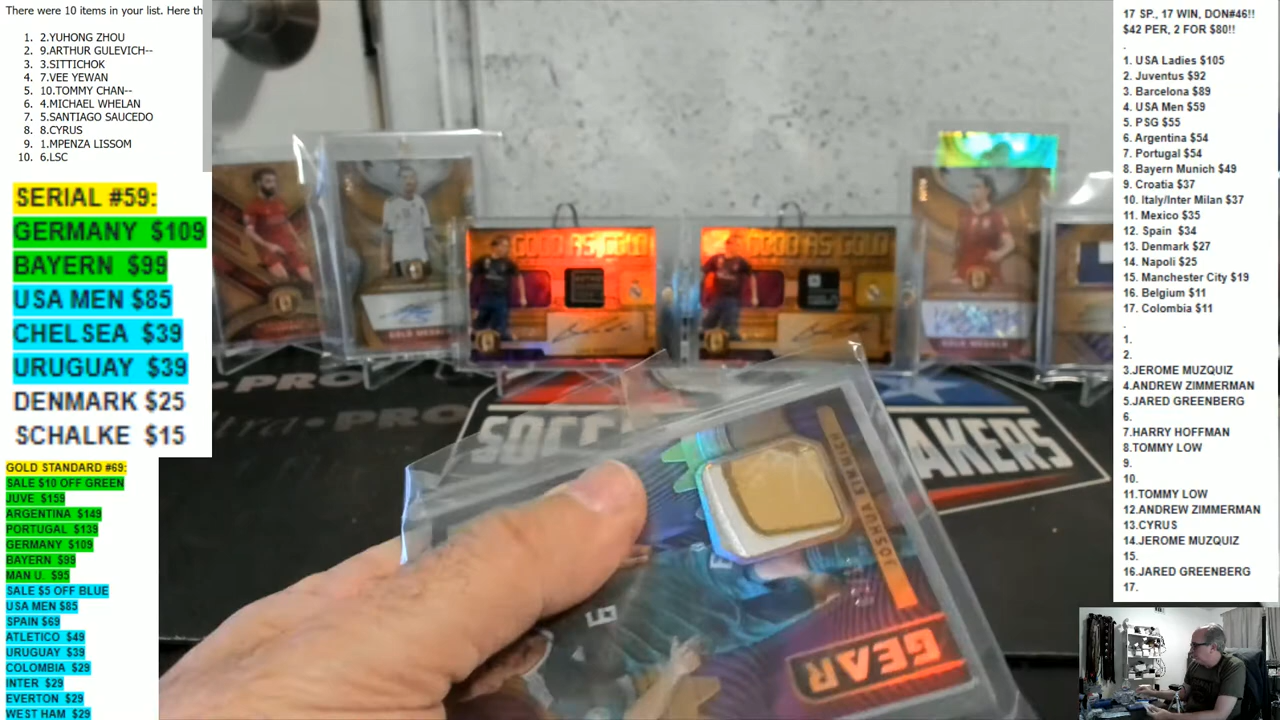 There were 10 items in your list. Here th
1. 2.YUHONG ZHOU
2. 9.ARTHUR GULEVICH--
3. 3.SITTICHOK
4. 7.VEE YEWAN
5. 10.TOMMY CHAN--
6. 4.MICHAEL WHELAN
7. 5.SANTIAGO SAUCEDO
8. 8.CYRUS
9. 1.MPENZA LISSOM
10. 6.LSC
SERIAL #59:
GERMANY $109
BAYERN $99
USA MEN $85
CHELSEA $39
URUGUAY $39
DENMARK $25
SCHALKE $15
GOLD STANDARD #69:
SALE $10 OFF GREEN
JUVE $159
ARGENTINA $149
PORTUGAL $139
GERMANY $109
BAYERN $99
MAN U. $95
SALE $5 OFF BLUE
USA MEN $85
SPAIN $69
ATLETICO $49
URUGUAY $39
COLOMBIA $29
INTER $29
EVERTON $29
WEST HAM $29
GOOD AS GOLD
GOOD AS GOLD
JOSHUA KIMMICH
GEAR
17 SP., 17 WIN, DON#46!!
$42 PER, 2 FOR $80!!
.
1. USA Ladies $105
2. Juventus $92
3. Barcelona $89
4. USA Men $59
5. PSG $55
6. Argentina $54
7. Portugal $54
8. Bayern Munich $49
9. Croatia $37
10. Italy/Inter Milan $37
11. Mexico $35
12. Spain $34
13. Denmark $27
14. Napoli $25
15. Manchester City $19
16. Belgium $11
17. Colombia $11
.
1.
2.
3.JEROME MUZQUIZ
4.ANDREW ZIMMERMAN
5.JARED GREENBERG
6.
7.HARRY HOFFMAN
8.TOMMY LOW
9.
10.
11.TOMMY LOW
12.ANDREW ZIMMERMAN
13.CYRUS
14.JEROME MUZQUIZ
15.
16.JARED GREENBERG
17.